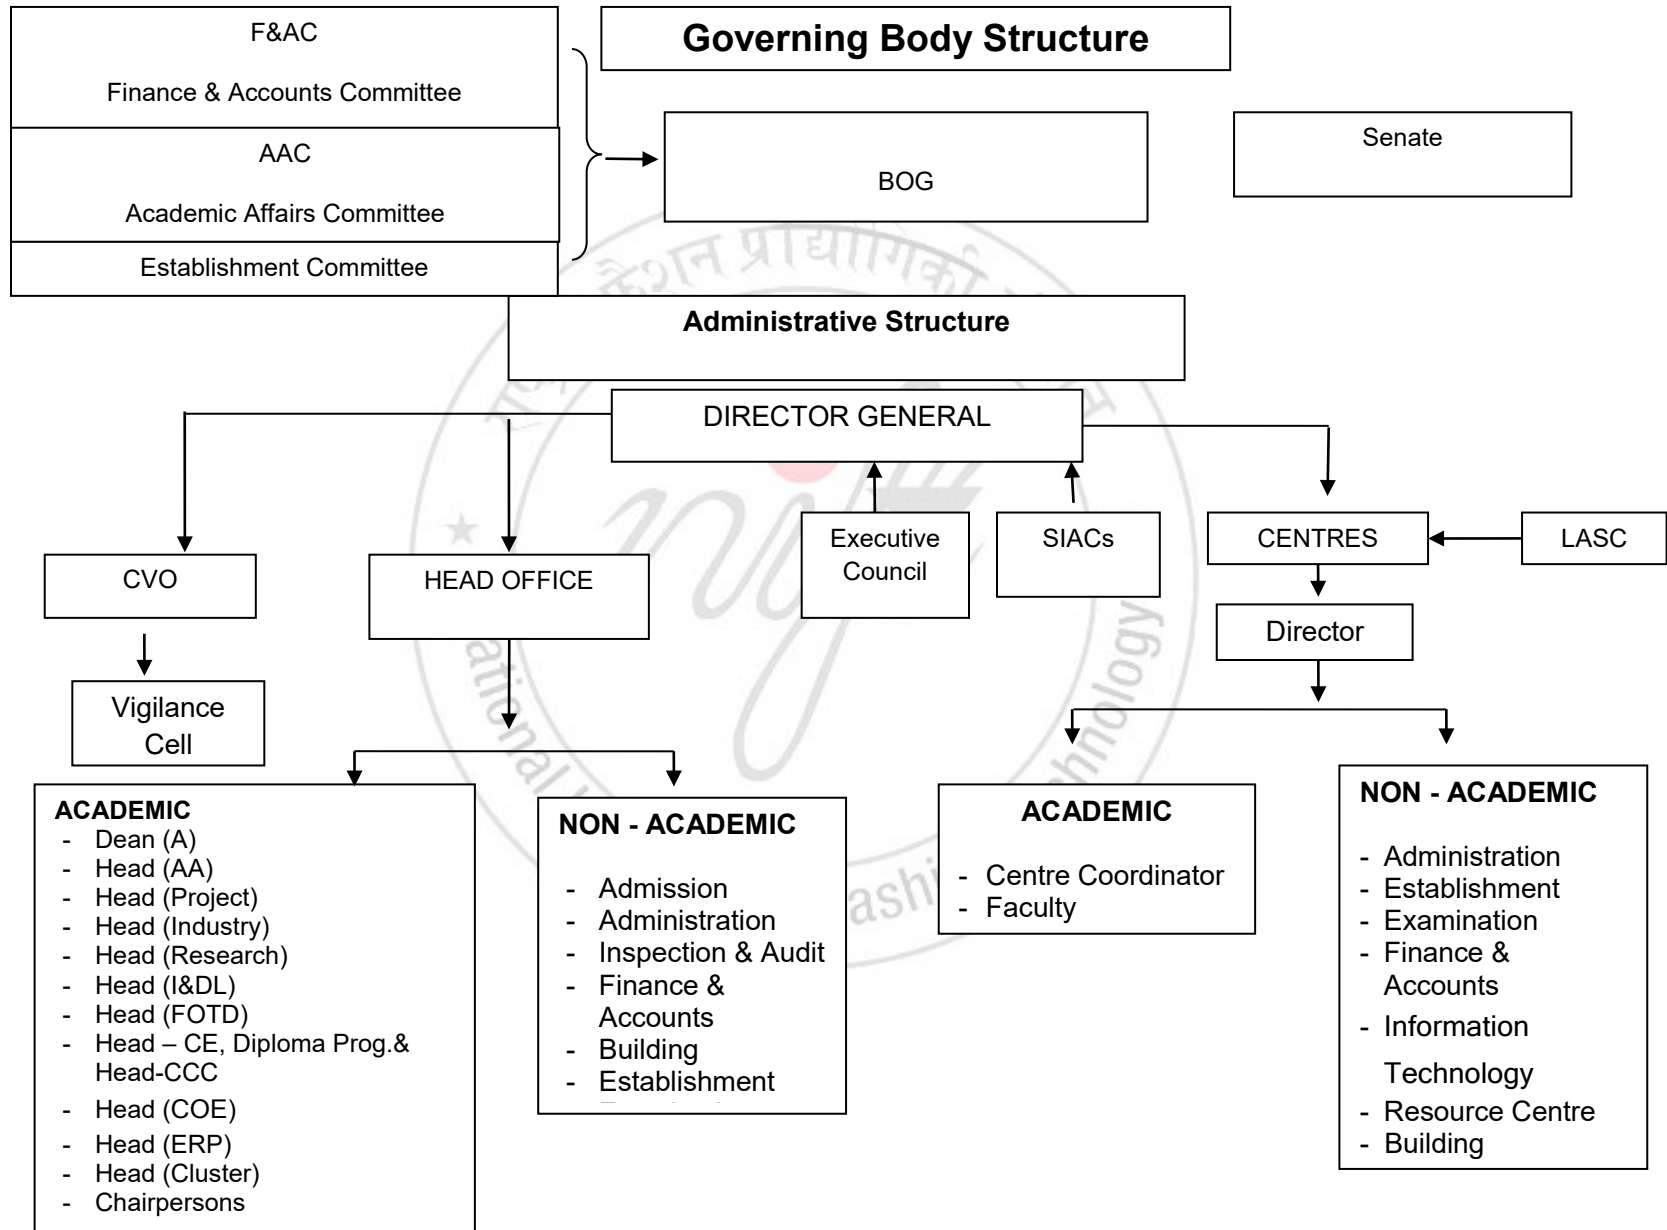 F&AC
Finance & Accounts Committee
AAC
Academic Affairs Committee
Establishment Committee
Governing Body Structure
BOG
Senate
Administrative Structure
DIRECTOR GENERAL
CVO
HEAD OFFICE
Executive
Council
SIACs
CENTRES
LASC
Director
Vigilance
Cell
ACADEMIC
- Dean (A)
- Head (AA)
- Head (Project)
- Head (Industry)
- Head (Research)
- Head (I&DL)
- Head (FOTD)
- Head – CE, Diploma Prog.&
Head-CCC
- Head (COE)
- Head (ERP)
- Head (Cluster)
- Chairpersons
NON - ACADEMIC
- Admission
- Administration
- Inspection & Audit
- Finance &
Accounts
- Building
- Establishment
ACADEMIC
- Centre Coordinator
- Faculty
NON - ACADEMIC
- Administration
- Establishment
- Examination
- Finance &
Accounts
- Information
Technology
- Resource Centre
- Building